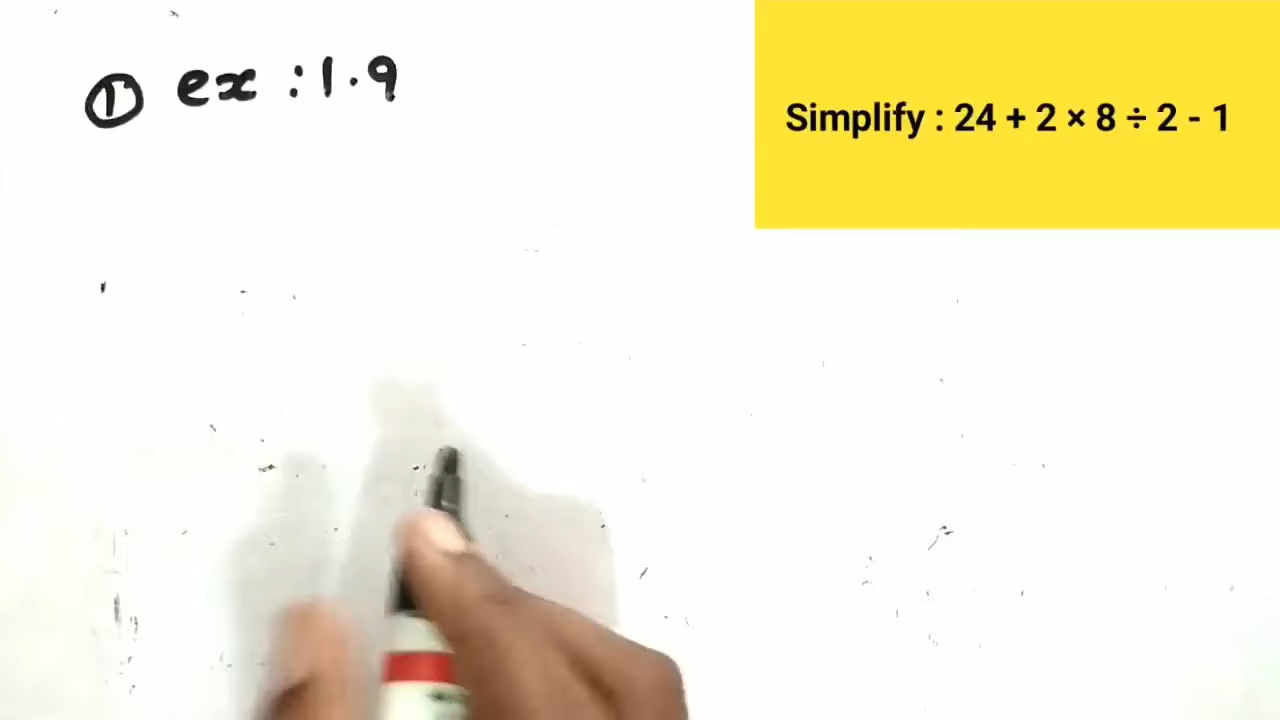 ① ex : 1.9
Simplify : 24 + 2 × 8 ÷ 2 - 1